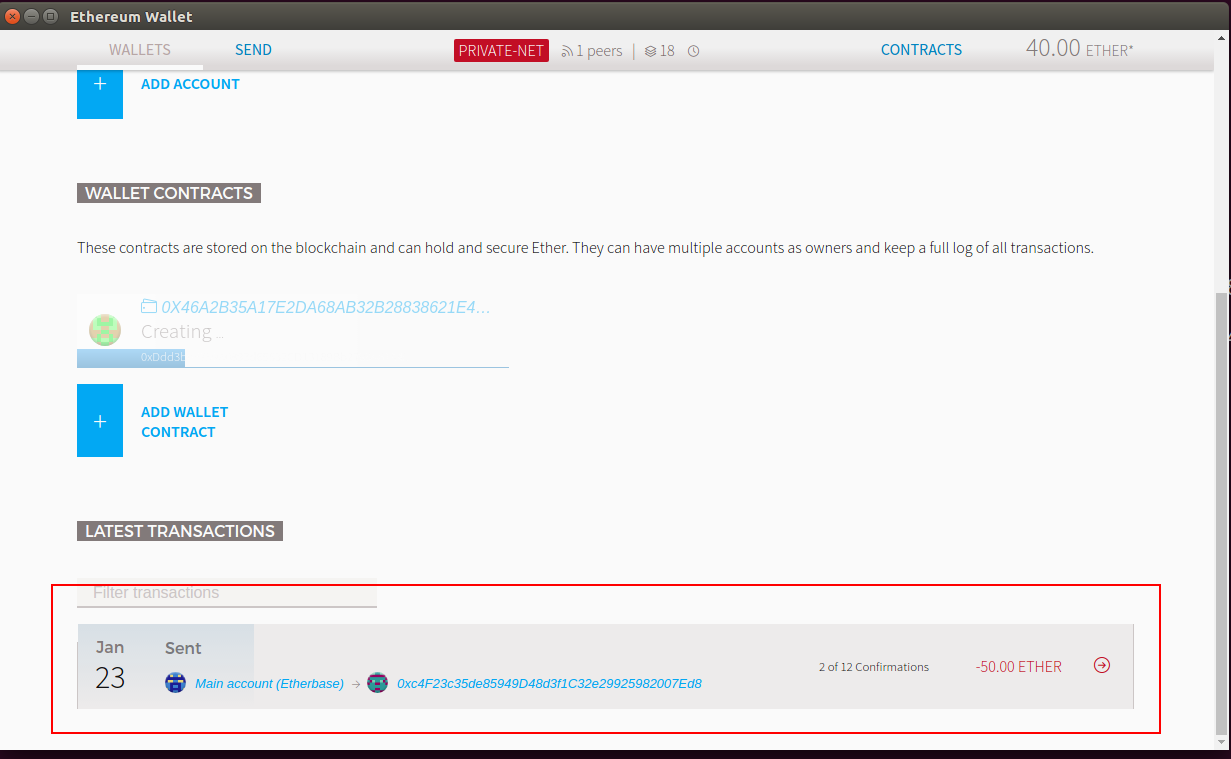 Ethereum Wallet
WALLETS SEND PRIVATE-NET 1 peers | 18 CONTRACTS 40.00 ETHER*
+ ADD ACCOUNT
WALLET CONTRACTS
These contracts are stored on the blockchain and can hold and secure Ether. They can have multiple accounts as owners and keep a full log of all transactions.
0X46A2B35A17E2DA68AB32B28838621E4...
Creating ...
0xDdd3b
+ ADD WALLET
CONTRACT
LATEST TRANSACTIONS
Filter transactions
Jan Sent
23 Main account (Etherbase) → 0xc4F23c35de85949D48d3f1C32e29925982007Ed8 2 of 12 Confirmations -50.00 ETHER